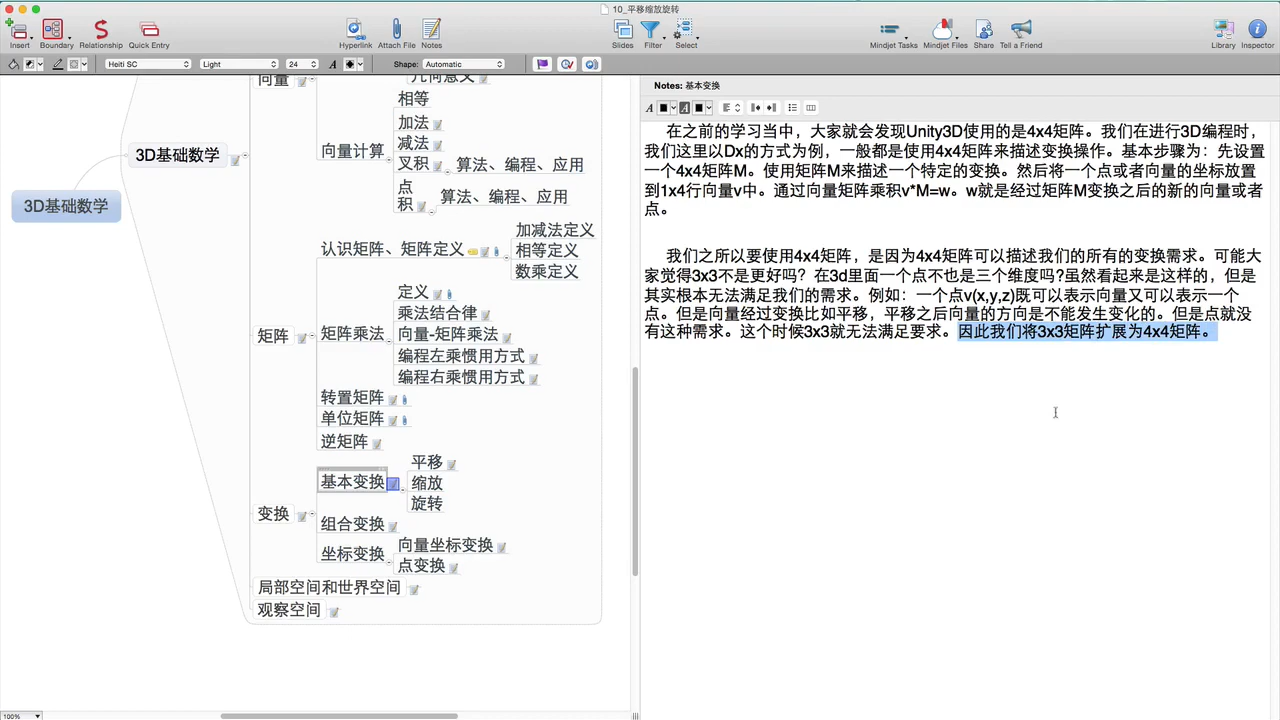 10_平移缩放旋转
Insert
Boundary
Relationship
Quick Entry
Hyperlink
Attach File
Notes
Slides
Filter
Select
Mindjet Tasks
Mindjet Files
Share
Tell a Friend
Library
Inspector
Heiti SC
Light
24
A
Shape:
Automatic
3D基础数学
3D基础数学
向量
几何意义
向量计算
相等
加法
减法
叉积
算法、编程、应用
点
积
算法、编程、应用
矩阵
认识矩阵、矩阵定义
加减法定义
相等定义
数乘定义
矩阵乘法
定义
乘法结合律
向量-矩阵乘法
编程左乘惯用方式
编程右乘惯用方式
转置矩阵
单位矩阵
逆矩阵
变换
基本变换
平移
缩放
旋转
组合变换
坐标变换
向量坐标变换
点变换
局部空间和世界空间
观察空间
100%
Notes: 基本变换
A
A
在之前的学习当中，大家就会发现Unity3D使用的是4x4矩阵。我们在进行3D编程时，
我们这里以Dx的方式为例，一般都是使用4x4矩阵来描述变换操作。基本步骤为：先设置
一个4x4矩阵M。使用矩阵M来描述一个特定的变换。然后将一个点或者向量的坐标放置
到1x4行向量v中。通过向量矩阵乘积v*M=w。w就是经过矩阵M变换之后的新的向量或者
点。
我们之所以要使用4x4矩阵，是因为4x4矩阵可以描述我们的所有的变换需求。可能大
家觉得3x3不是更好吗？在3d里面一个点不也是三个维度吗?虽然看起来是这样的，但是
其实根本无法满足我们的需求。例如：一个点v(x,y,z)既可以表示向量又可以表示一个
点。但是向量经过变换比如平移，平移之后向量的方向是不能发生变化的。但是点就没
有这种需求。这个时候3x3就无法满足要求。因此我们将3x3矩阵扩展为4x4矩阵。